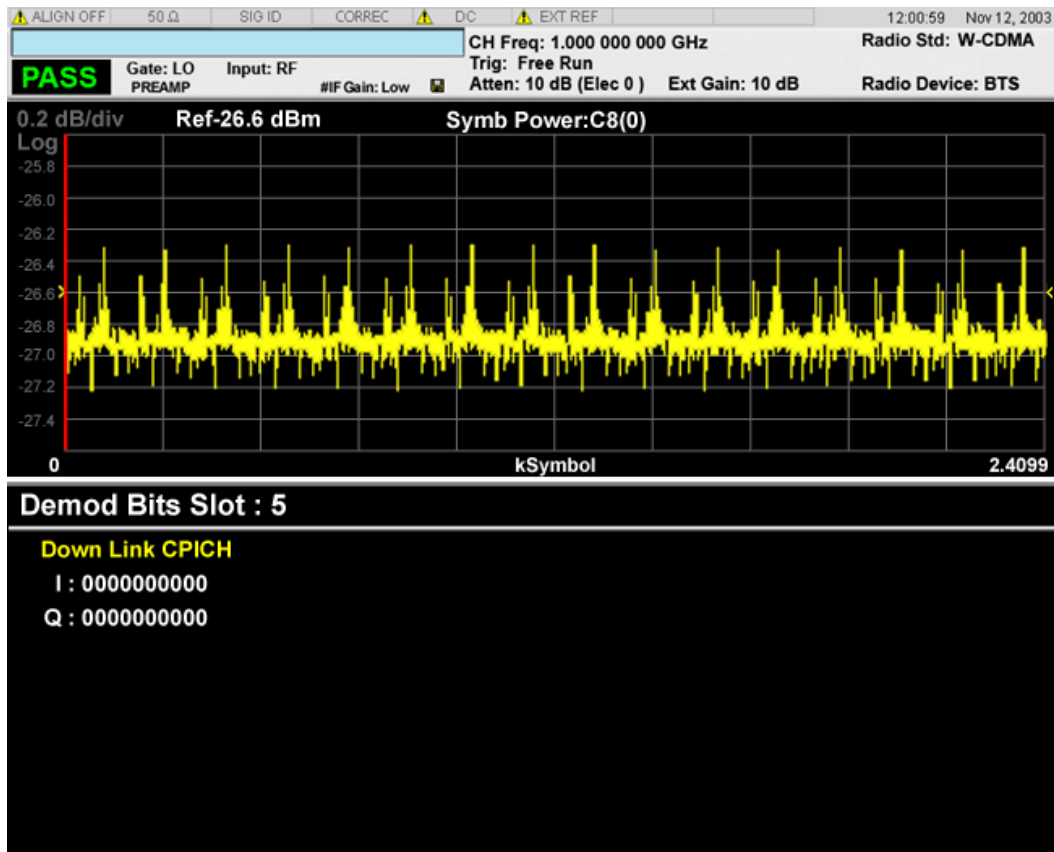 ALIGN OFF 50 Ω SIG ID CORREC DC EXT REF 12:00:59 Nov 12, 2003
CH Freq: 1.000 000 000 GHz Radio Std: W-CDMA
PASS Gate: LO Input: RF Trig: Free Run
PREAMP #IF Gain: Low Atten: 10 dB (Elec 0 ) Ext Gain: 10 dB Radio Device: BTS
0.2 dB/div Ref-26.6 dBm Symb Power:C8(0)
Log
-25.8
-26.0
-26.2
-26.4
-26.6
-26.8
-27.0
-27.2
-27.4
0 kSymbol 2.4099
Demod Bits Slot : 5
Down Link CPICH
I : 0000000000
Q : 0000000000